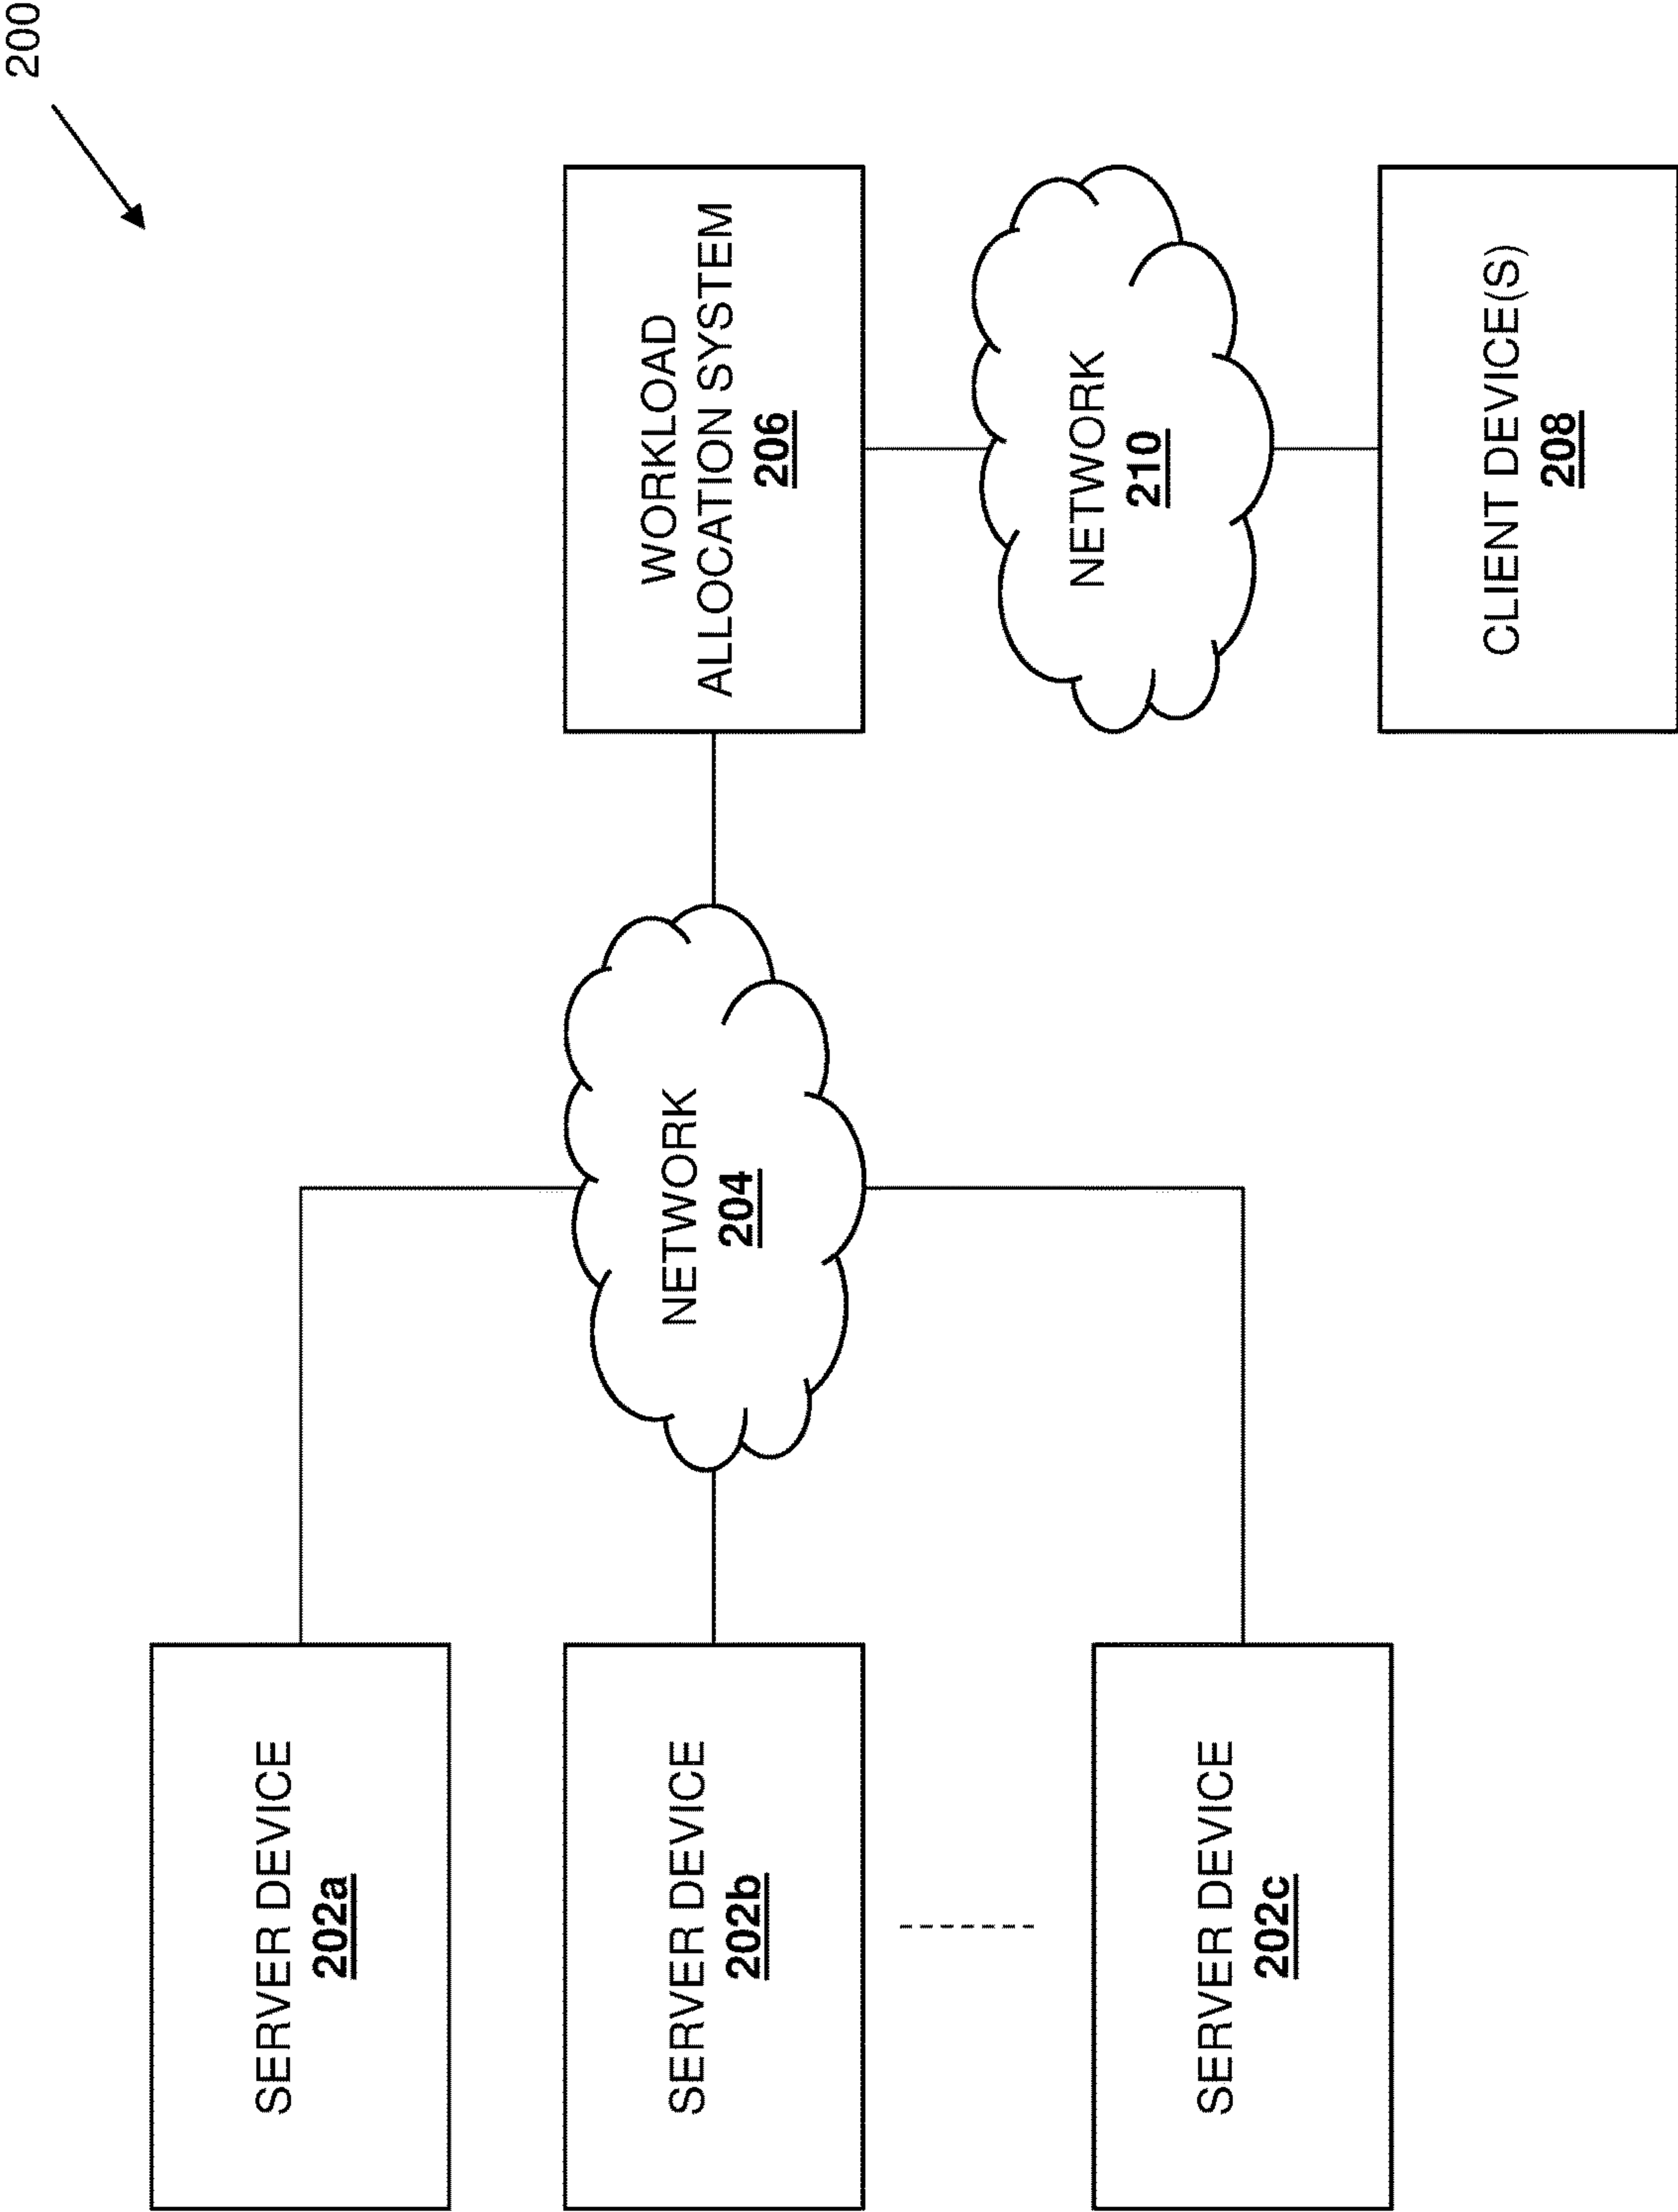 200
SERVER DEVICE
202a
SERVER DEVICE
202b
SERVER DEVICE
202c
NETWORK
204
WORKLOAD
ALLOCATION SYSTEM
206
NETWORK
210
CLIENT DEVICE(S)
208